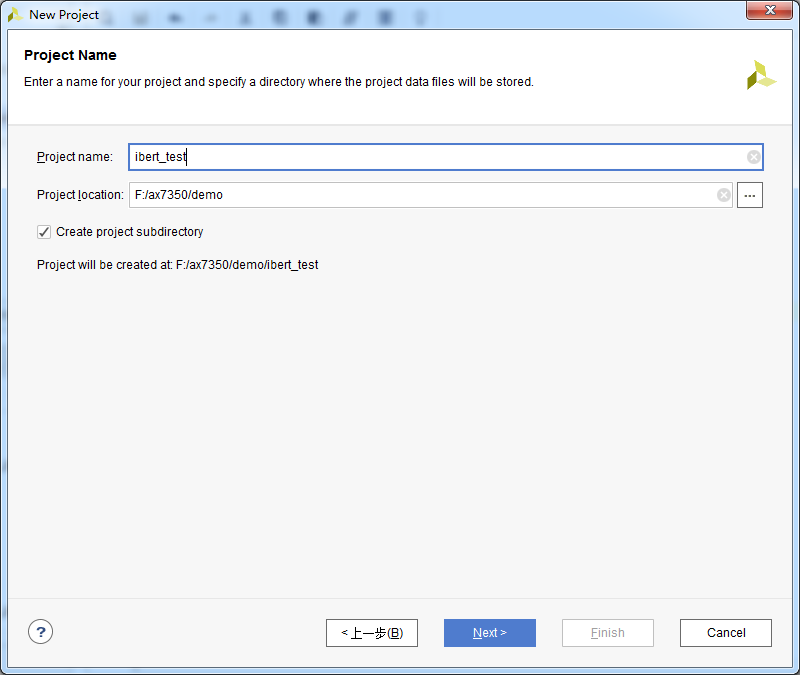 New Project
Project Name
Enter a name for your project and specify a directory where the project data files will be stored.
Project name: ibert_test
Project location: F:/ax7350/demo ...
Create project subdirectory
Project will be created at: F:/ax7350/demo/ibert_test
? < 上一步(B) Next > Finish Cancel